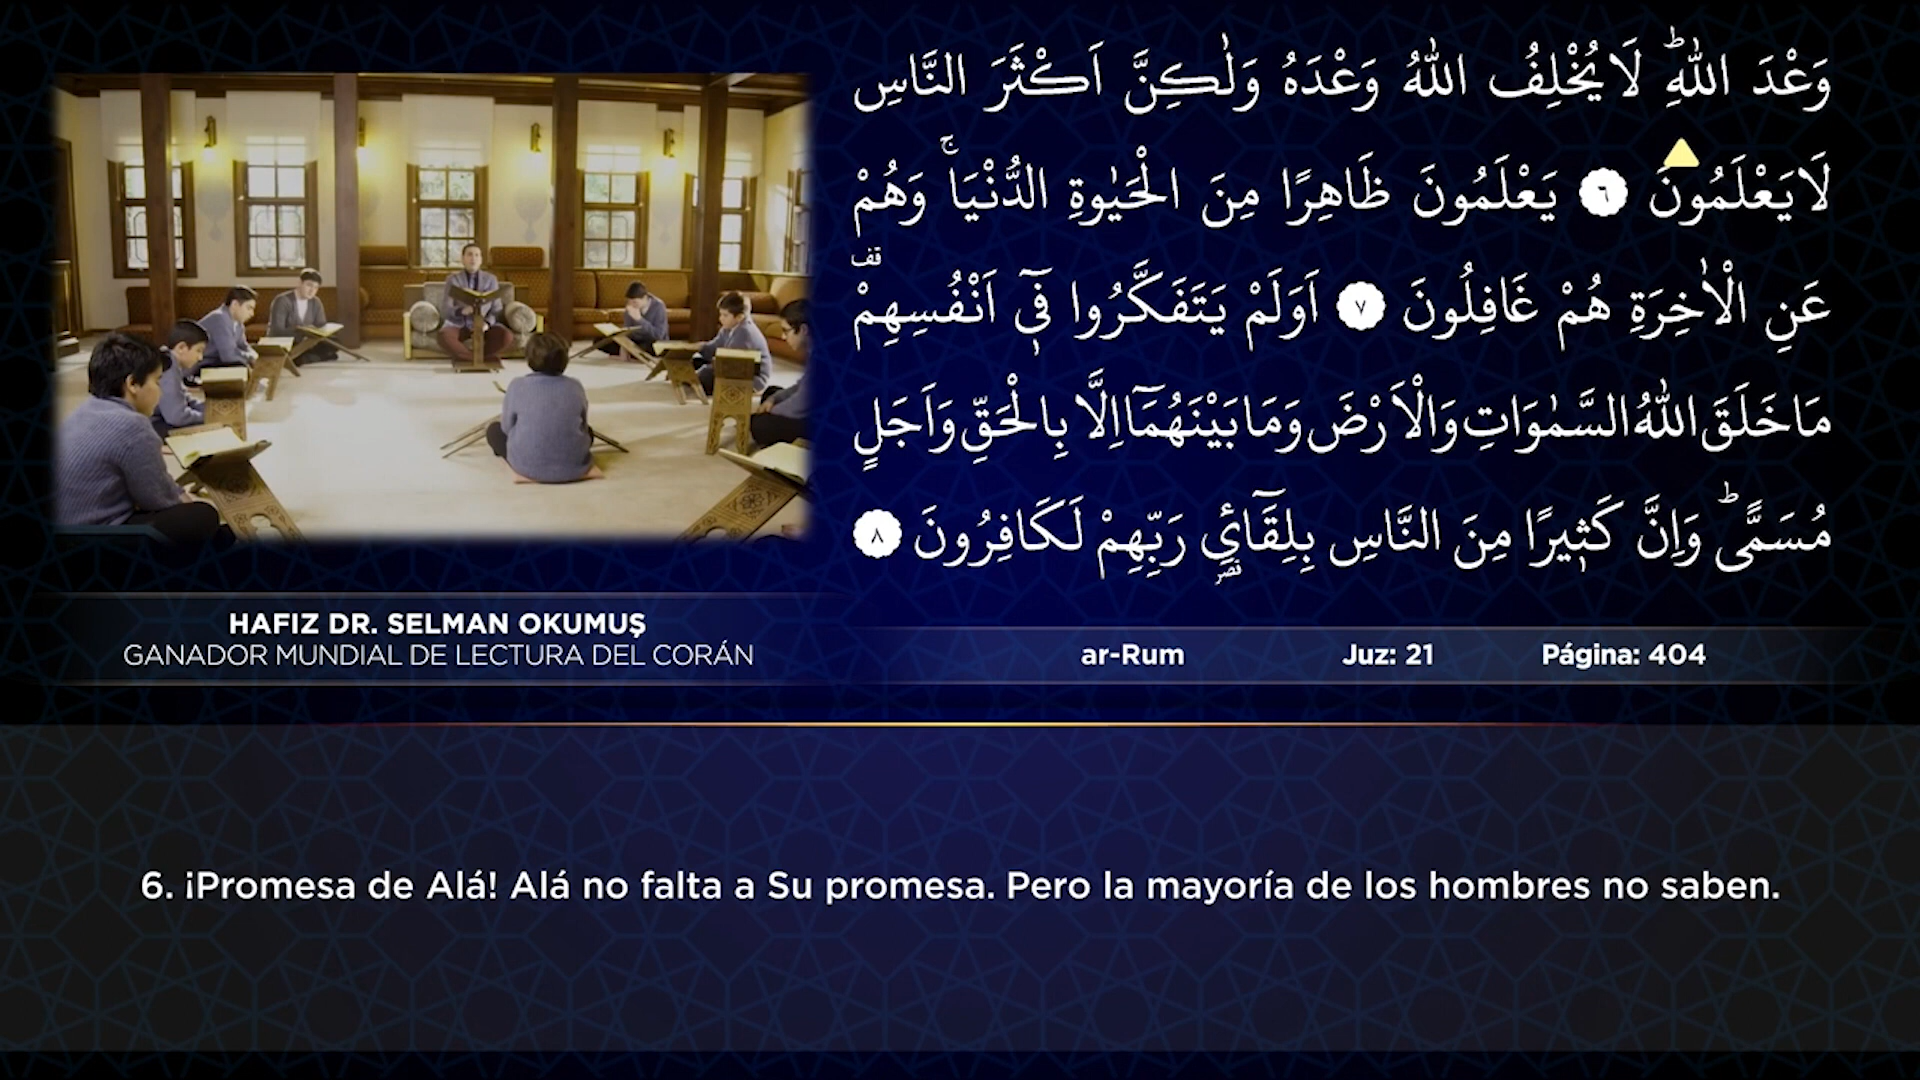 وَعْدَ اللّٰهِۜ لَا يُخْلِفُ اللّٰهُ وَعْدَهُ وَلٰكِنَّ اَكْثَرَ النَّاسِ
لَا يَعْلَمُونَ ٦ يَعْلَمُونَ ظَاهِرًا مِنَ الْحَيٰوةِ الدُّنْيَاۚ وَهُمْ
عَنِ الْاٰخِرَةِ هُمْ غَافِلُونَ ٧ اَوَلَمْ يَتَفَكَّرُوا فٖٓي اَنْفُسِهِمْ قف
مَا خَلَقَ اللّٰهُ السَّمٰوَاتِ وَالْاَرْضَ وَمَا بَيْنَهُمَٓا اِلَّا بِالْحَقِّ وَاَجَلٍ
مُسَمًّىۜ وَاِنَّ كَثٖيرًا مِنَ النَّاسِ بِلِقَٓائِ۬ رَبِّهِمْ لَكَافِرُونَ ٨
قصر
HAFIZ DR. SELMAN OKUMUŞ
GANADOR MUNDIAL DE LECTURA DEL CORÁN
ar-Rum Juz: 21 Página: 404
6. ¡Promesa de Alá! Alá no falta a Su promesa. Pero la mayoría de los hombres no saben.